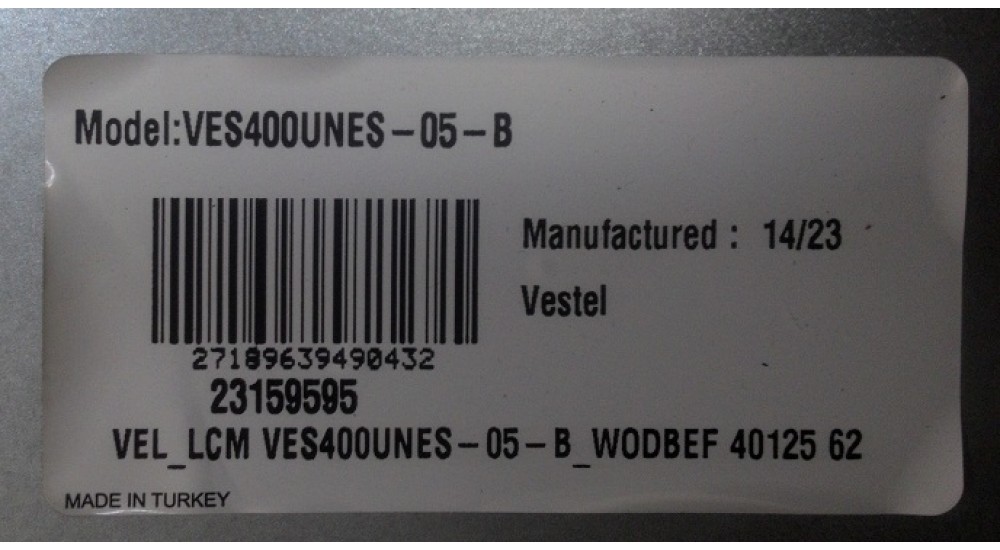 Model:VES400UNES-05-B
Manufactured : 14/23
Vestel
27189639490432
23159595
VEL_LCM VES400UNES-05-B_WODBEF 40125 62
MADE IN TURKEY